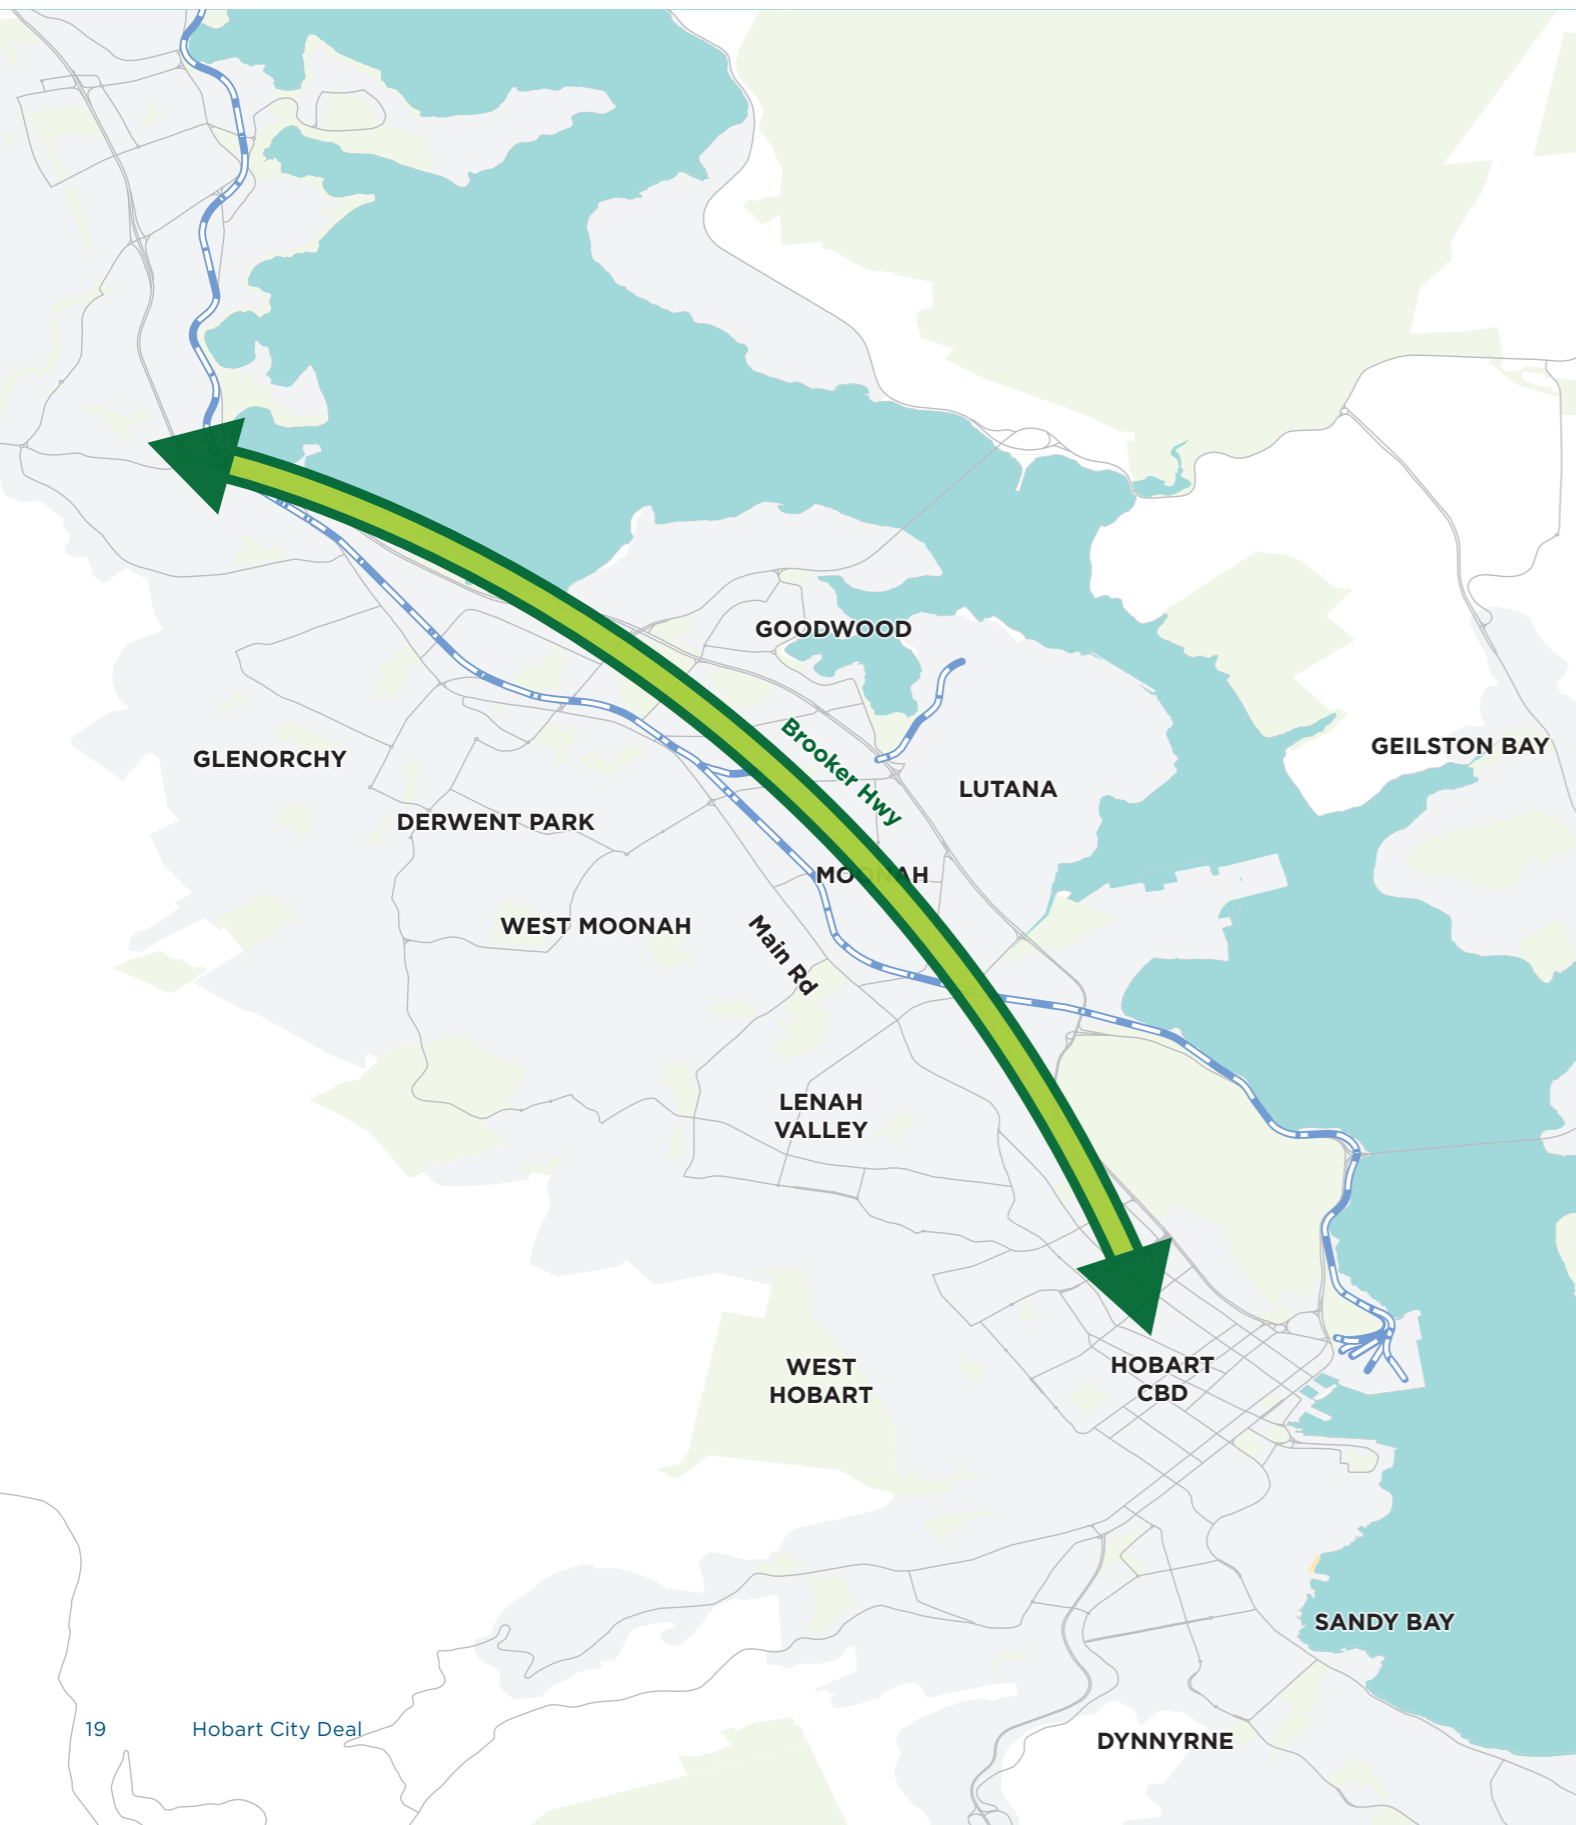 GOODWOOD
Brooker Hwy
GEILSTON BAY
GLENORCHY
LUTANA
DERWENT PARK
MOONAH
WEST MOONAH
Main Rd
LENAH
VALLEY
WEST
HOBART
HOBART
CBD
SANDY BAY
19
Hobart City Deal
DYNNYRNE